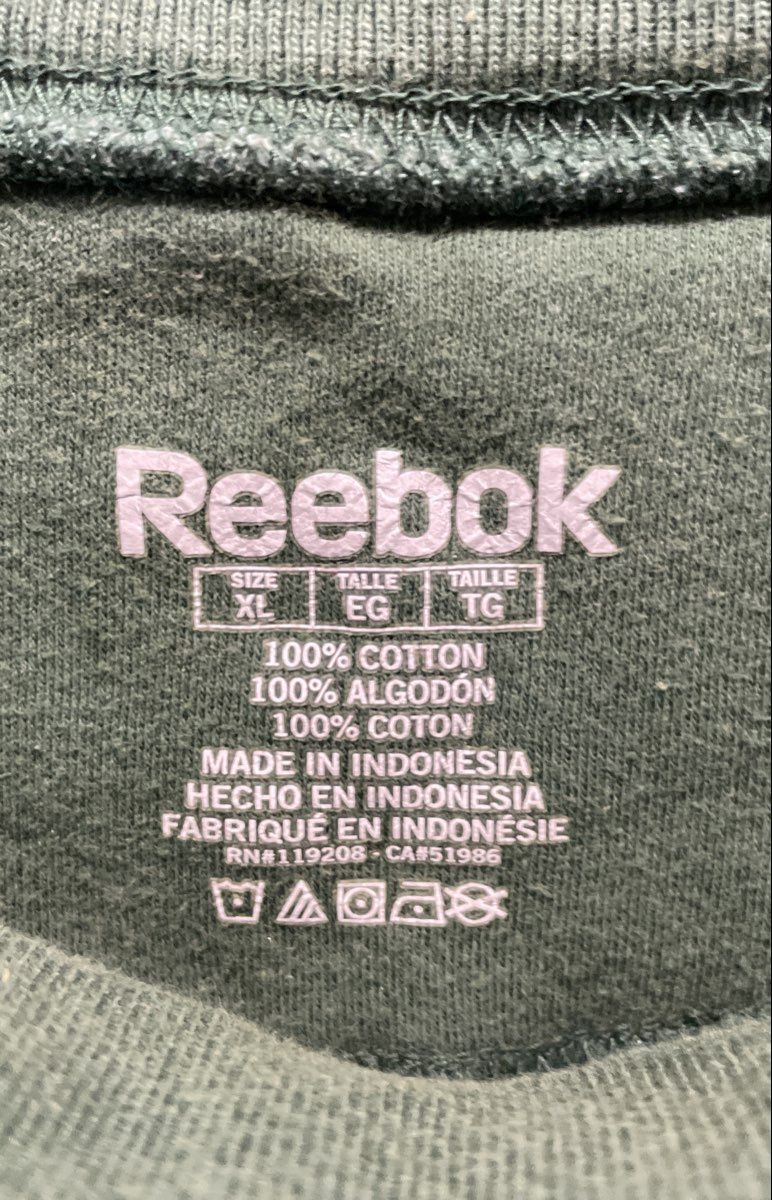 Reebok
SIZE TALLE TAILLE
XL EG TG
100% COTTON
100% ALGODÓN
100% COTON
MADE IN INDONESIA
HECHO EN INDONESIA
FABRIQUÉ EN INDONÉSIE
RN#119208 - CA#51986